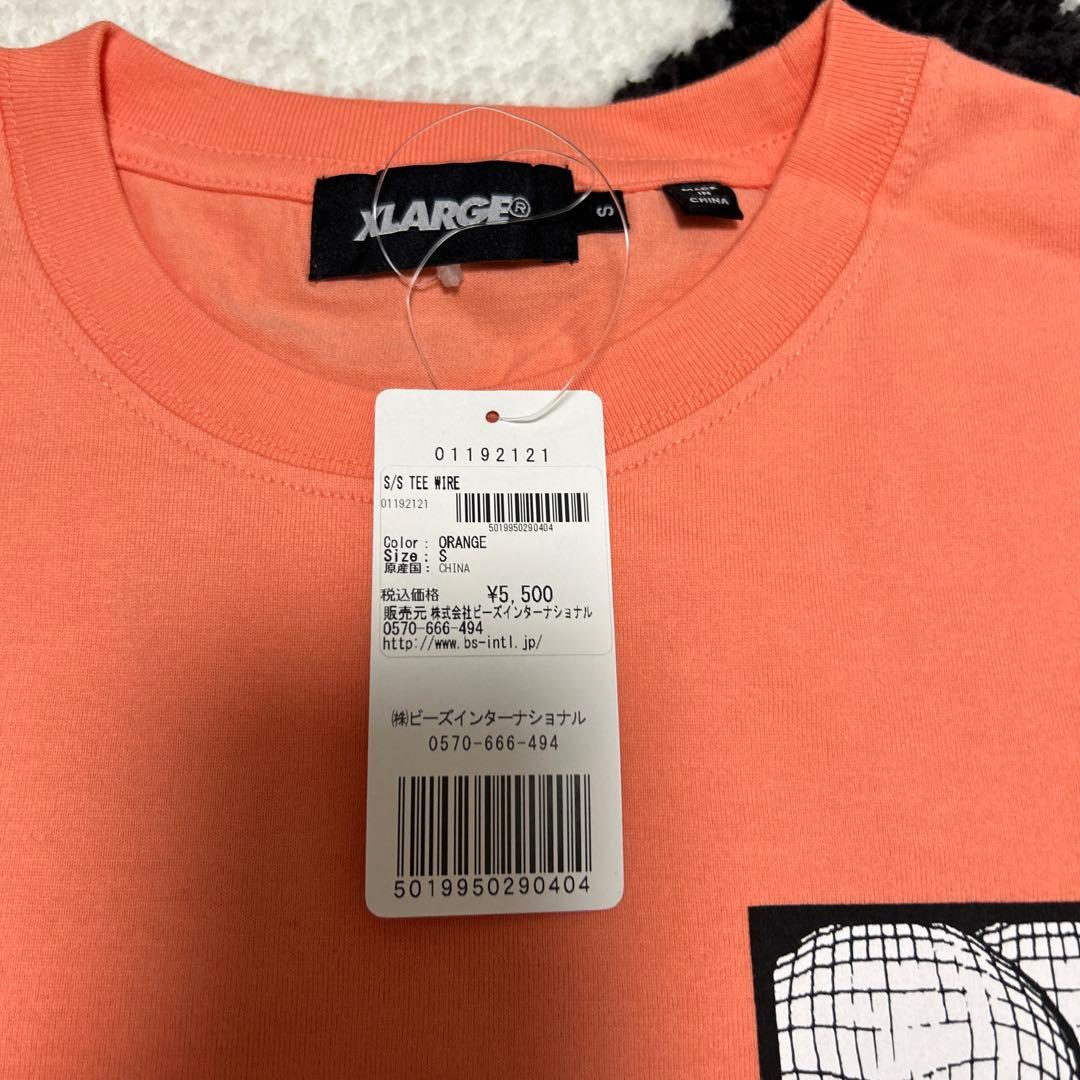 XLARGE®
S
MADE
IN
CHINA
01192121
S/S TEE WIRE
01192121
5019950290404
Color : ORANGE
Size : S
原産国 : CHINA
税込価格 ¥5,500
販売元 株式会社ビーズインターナショナル
0570-666-494
http://www.bs-intl.jp/
㈱ビーズインターナショナル
0570-666-494
5019950290404